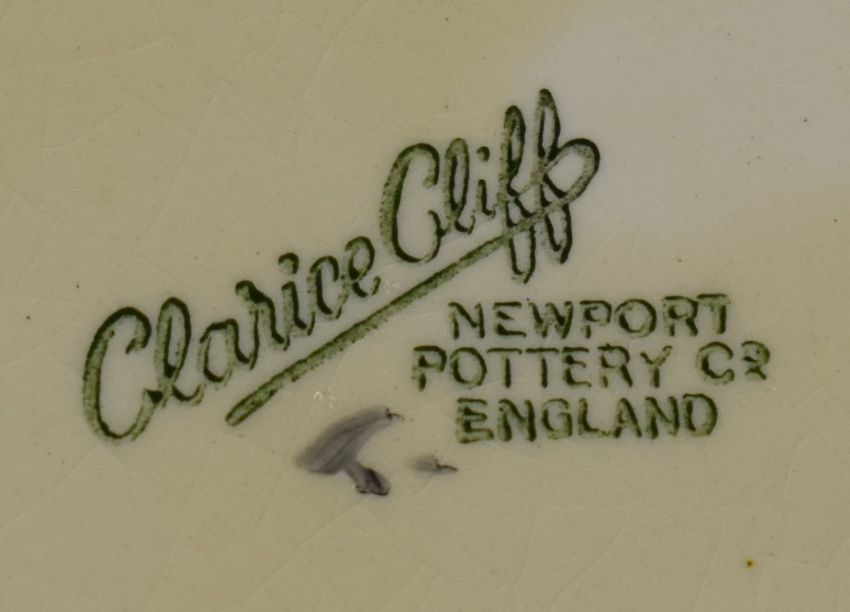 Clarice Cliff
NEWPORT
POTTERY Co
ENGLAND